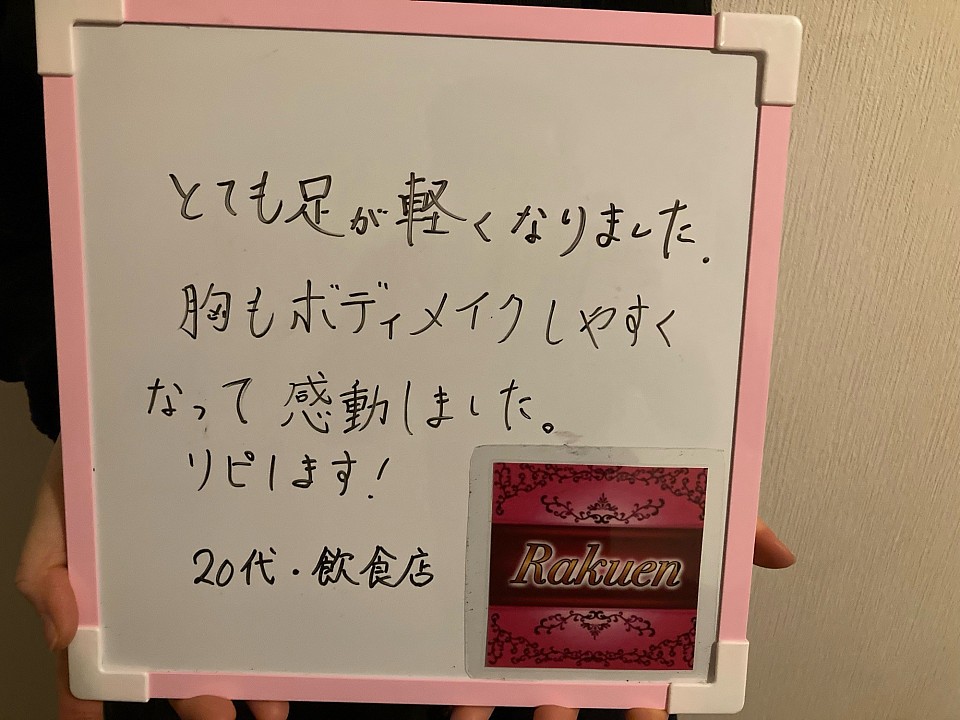 とても足が軽くなりました.
胸もボディメイクしやすく
なって感動しました。
リピします!
20代・飲食店
Rakuen